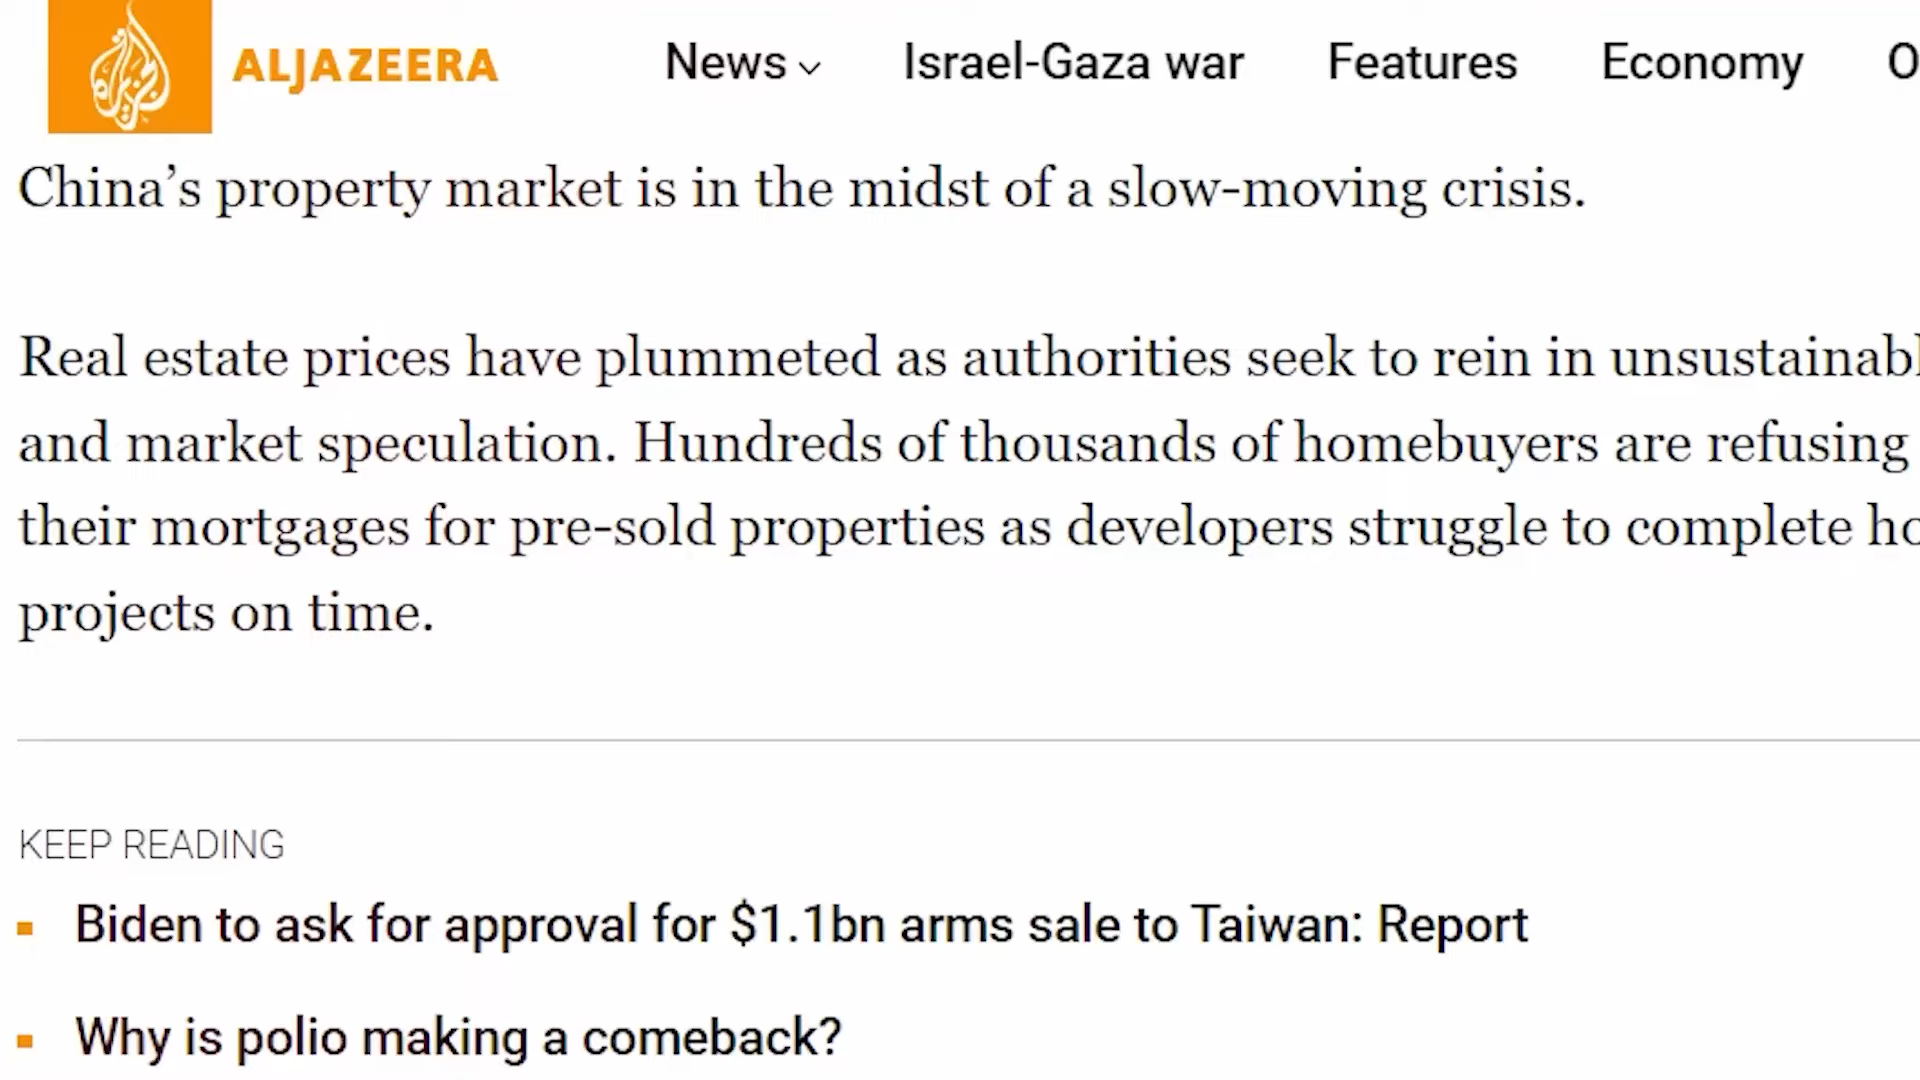 ALJAZEERA
News Israel-Gaza war Features Economy
China’s property market is in the midst of a slow-moving crisis.
Real estate prices have plummeted as authorities seek to rein in
and market speculation. Hundreds of thousands of homebuyers are refusing
their mortgages for pre-sold properties as developers struggle to complete
projects on time.
KEEP READING
Biden to ask for approval for $1.1bn arms sale to Taiwan: Report
Why is polio making a comeback?